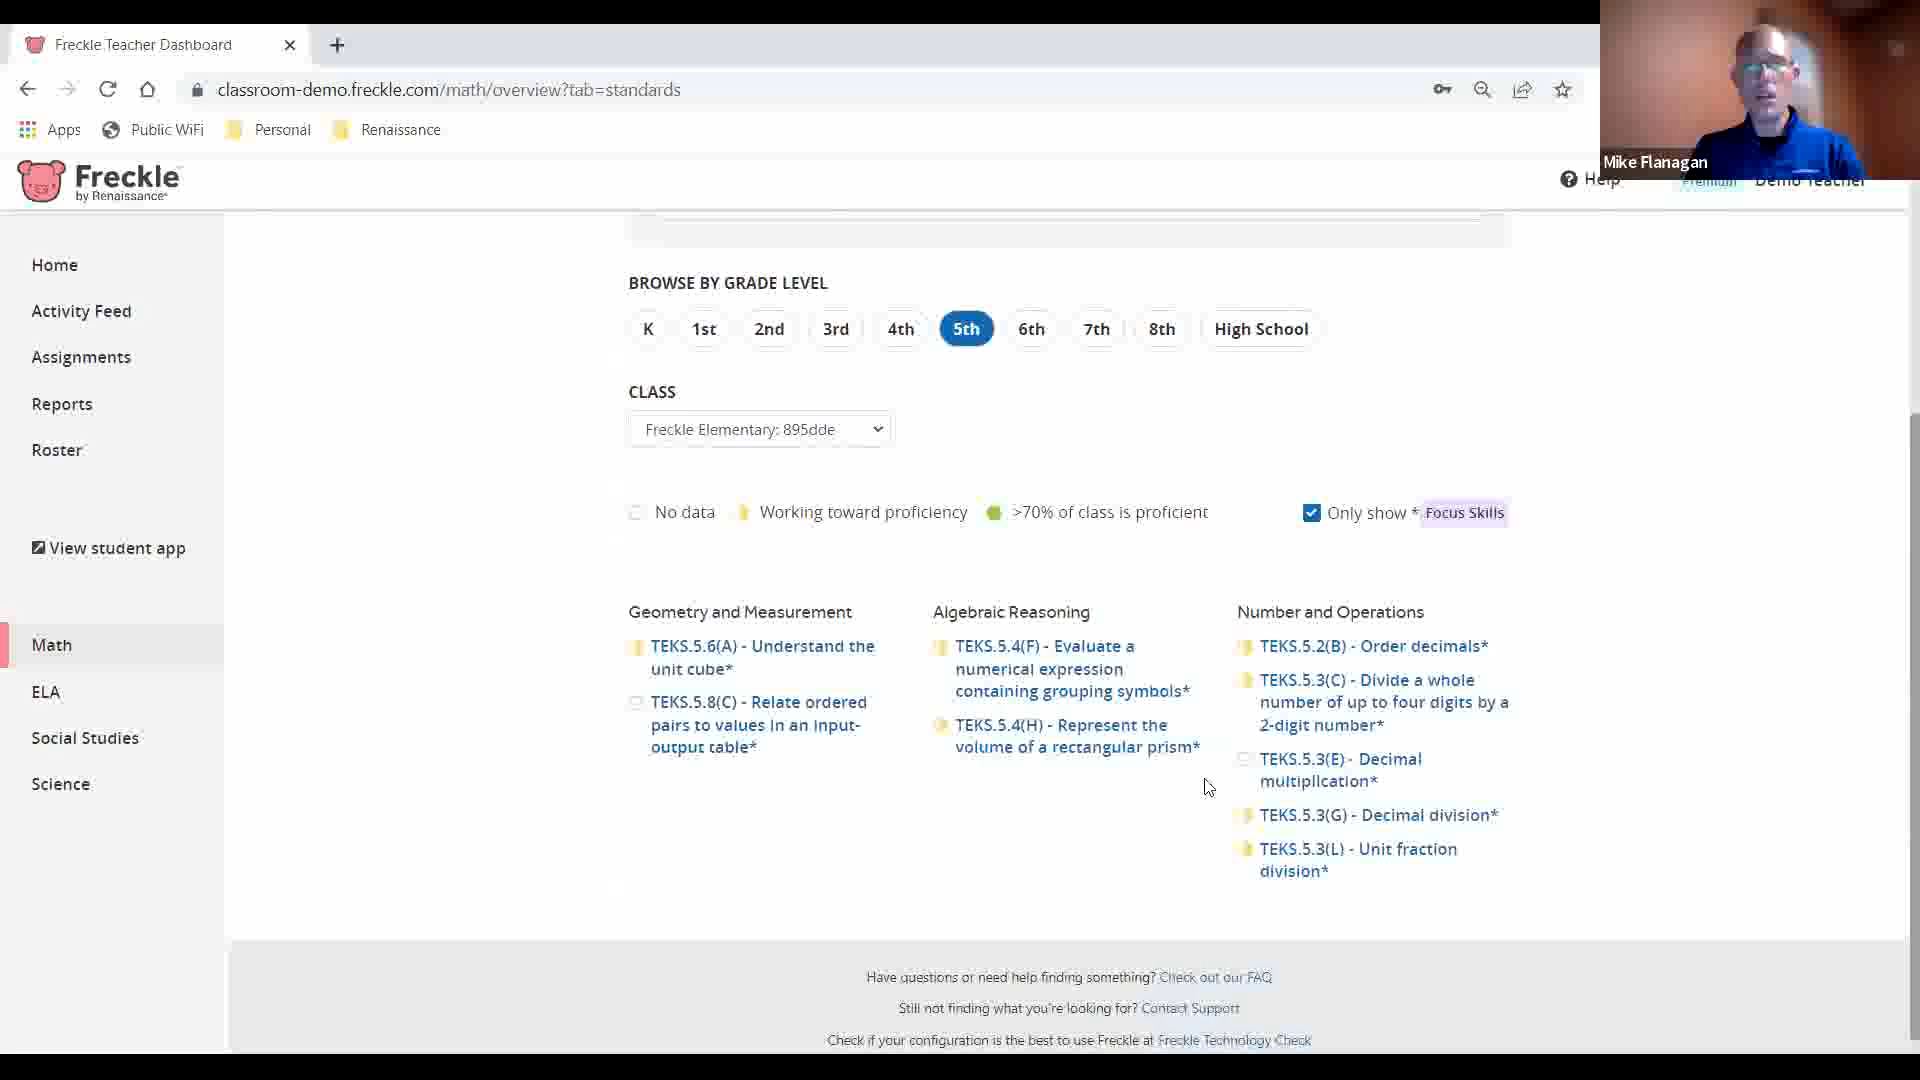 Freckle Teacher Dashboard
classroom-demo.freckle.com/math/overview?tab=standards
Apps
Public WiFi
Personal
Renaissance
Mike Flanagan
Freckle
by Renaissance
Help
Premium
Demo Teacher
Home
Activity Feed
Assignments
Reports
Roster
View student app
Math
ELA
Social Studies
Science
BROWSE BY GRADE LEVEL
K
1st
2nd
3rd
4th
5th
6th
7th
8th
High School
CLASS
Freckle Elementary: 895dde
No data
Working toward proficiency
>70% of class is proficient
Only show * Focus Skills
Geometry and Measurement
TEKS.5.6(A) - Understand the
unit cube*
TEKS.5.8(C) - Relate ordered
pairs to values in an input-
output table*
Algebraic Reasoning
TEKS.5.4(F) - Evaluate a
numerical expression
containing grouping symbols*
TEKS.5.4(H) - Represent the
volume of a rectangular prism*
Number and Operations
TEKS.5.2(B) - Order decimals*
TEKS.5.3(C) - Divide a whole
number of up to four digits by a
2-digit number*
TEKS.5.3(E) - Decimal
multiplication*
TEKS.5.3(G) - Decimal division*
TEKS.5.3(L) - Unit fraction
division*
Have questions or need help finding something? Check out our FAQ
Still not finding what you're looking for? Contact Support
Check if your configuration is the best to use Freckle at Freckle Technology Check